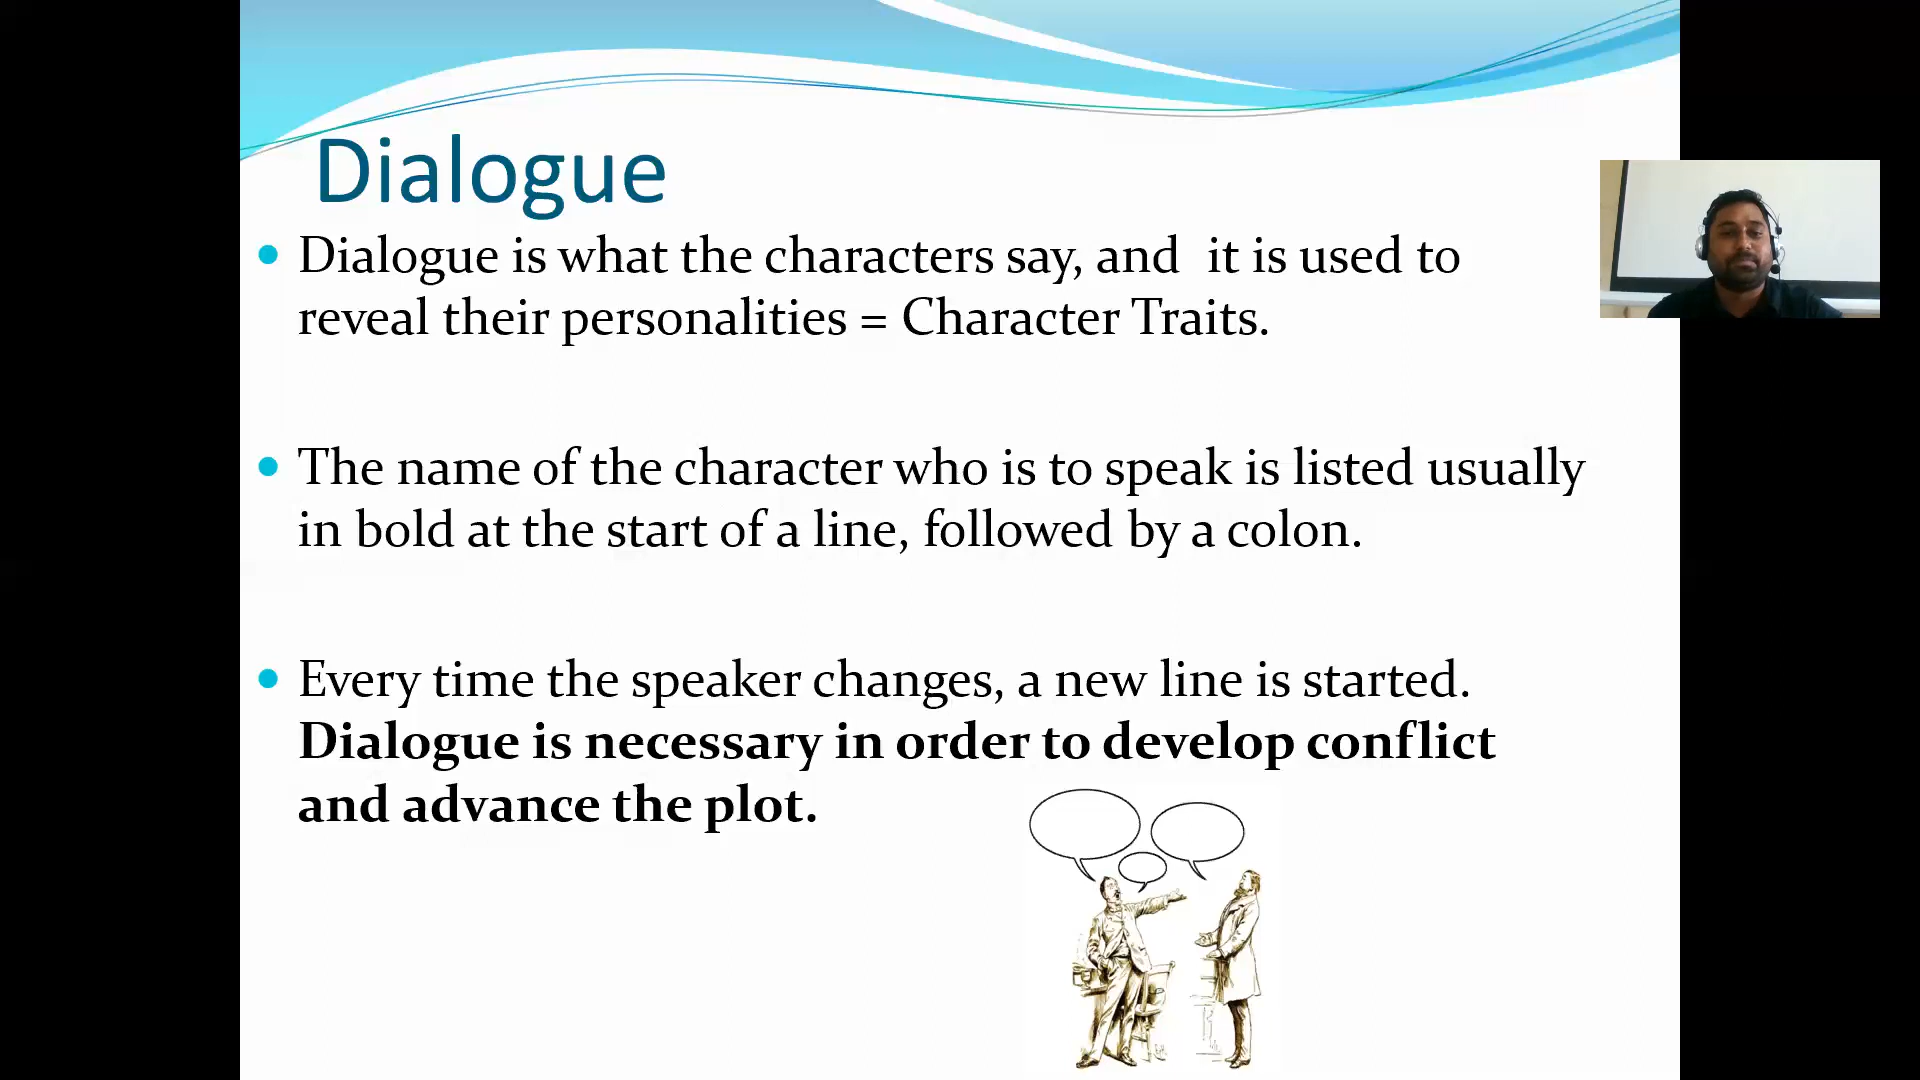 Dialogue
• Dialogue is what the characters say, and  it is used to
reveal their personalities = Character Traits.
• The name of the character who is to speak is listed usually
in bold at the start of a line, followed by a colon.
• Every time the speaker changes, a new line is started.
Dialogue is necessary in order to develop conflict
and advance the plot.